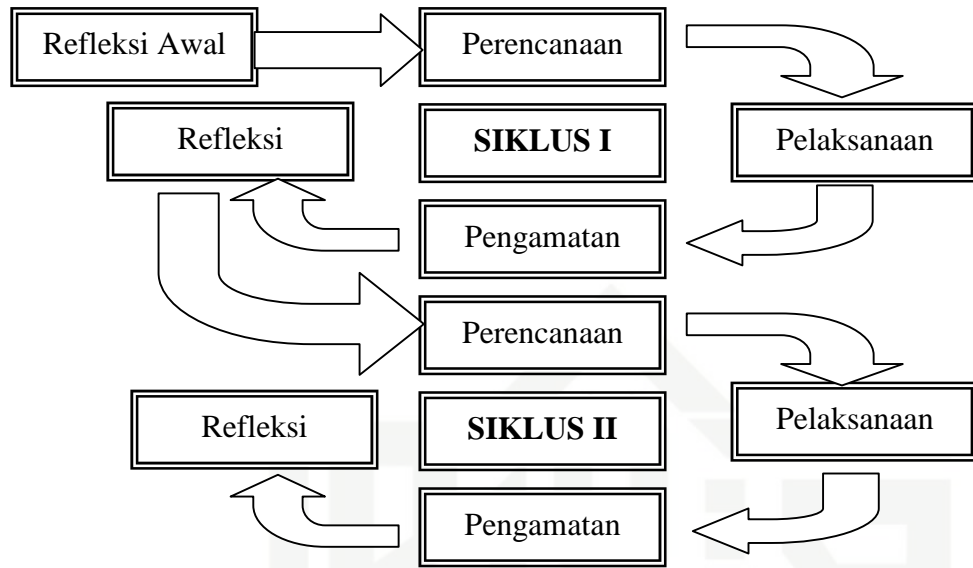 Refleksi Awal
Perencanaan
Refleksi
SIKLUS I
Pelaksanaan
Pengamatan
Perencanaan
Refleksi
SIKLUS II
Pelaksanaan
Pengamatan